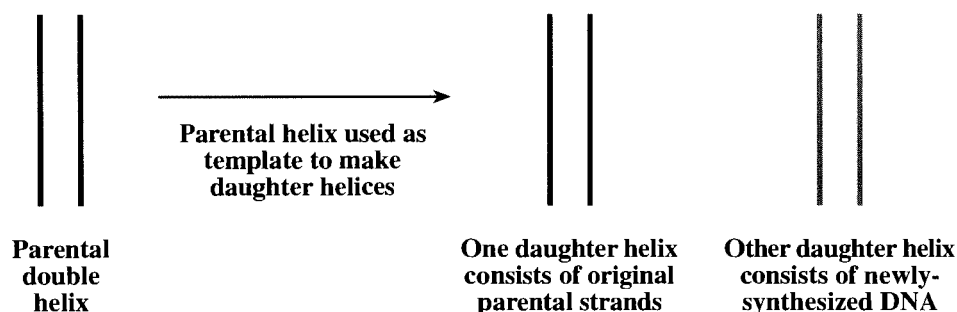 Parental helix used as
template to make
daughter helices
Parental
double
helix
One daughter helix
consists of original
parental strands
Other daughter helix
consists of newly-
synthesized DNA